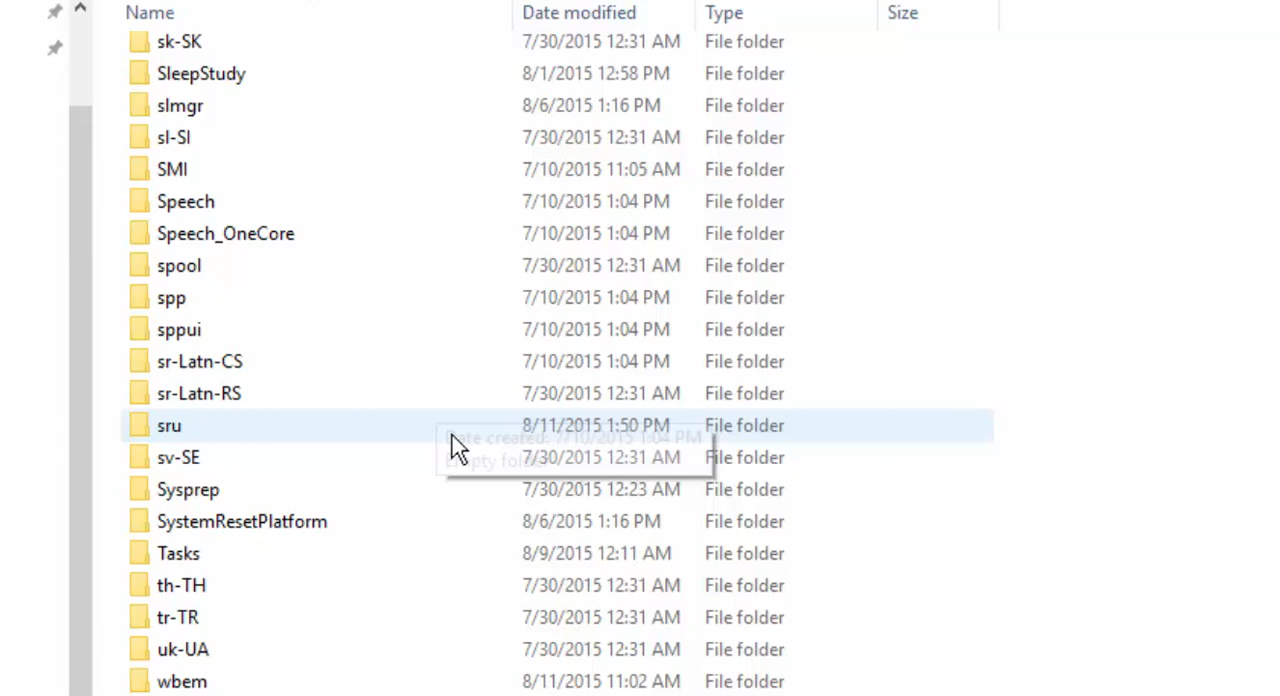 Name Date modified Type Size
sk-SK 7/30/2015 12:31 AM File folder
SleepStudy 8/1/2015 12:58 PM File folder
slmgr 8/6/2015 1:16 PM File folder
sl-SI 7/30/2015 12:31 AM File folder
SMI 7/10/2015 11:05 AM File folder
Speech 7/10/2015 1:04 PM File folder
Speech_OneCore 7/10/2015 1:04 PM File folder
spool 7/30/2015 12:31 AM File folder
spp 7/10/2015 1:04 PM File folder
sppui 7/10/2015 1:04 PM File folder
sr-Latn-CS 7/10/2015 1:04 PM File folder
sr-Latn-RS 7/30/2015 12:31 AM File folder
sru 8/11/2015 1:50 PM File folder
Date created: 7/10/2015 1:04 PM
sv-SE 7/30/2015 12:31 AM File folder
Empty folder
Sysprep 7/30/2015 12:23 AM File folder
SystemResetPlatform 8/6/2015 1:16 PM File folder
Tasks 8/9/2015 12:11 AM File folder
th-TH 7/30/2015 12:31 AM File folder
tr-TR 7/30/2015 12:31 AM File folder
uk-UA 7/30/2015 12:31 AM File folder
wbem 8/11/2015 11:02 AM File folder